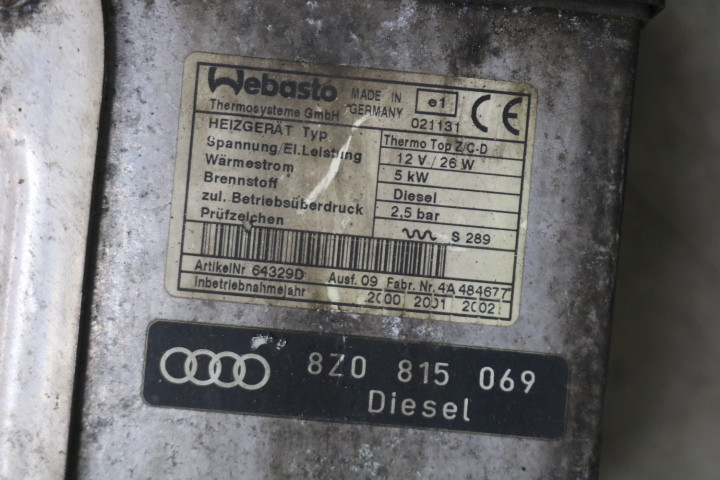 Webasto
Thermosysteme GmbH
MADE IN
GERMANY
e1
021131
CE
HEIZGERÄT Typ Thermo Top Z/C-D
Spannung/El.Leistung 12 V / 26 W
Wärmestrom 5 kW
Brennstoff Diesel
zul. Betriebsüberdruck 2,5 bar
Prüfzeichen S 289
ArtikelNr 64329D Ausf. 09 Fabr. Nr. 4A 484677
Inbetriebnahmejahr 2000 2001 2002
8Z0 815 069
Diesel